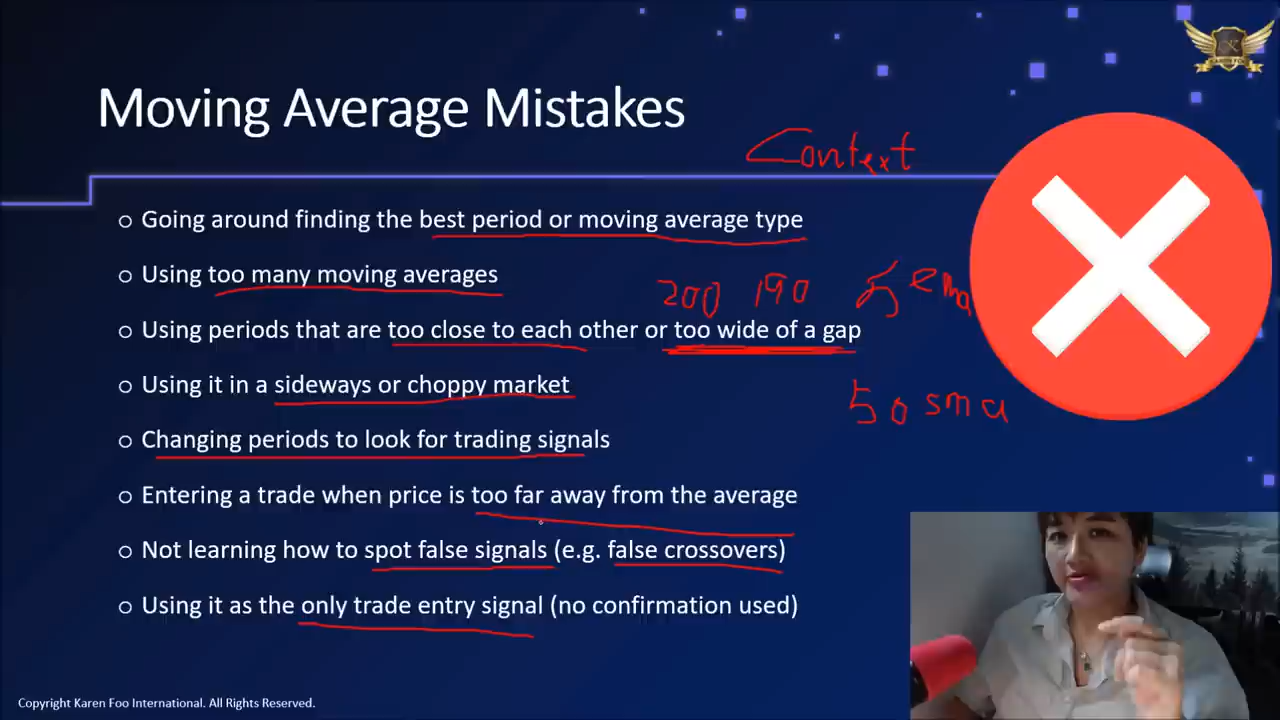 Moving Average Mistakes
Context
Going around finding the best period or moving average type
Using too many moving averages
200 190 5 ema
Using periods that are too close to each other or too wide of a gap
Using it in a sideways or choppy market
50 sma
Changing periods to look for trading signals
Entering a trade when price is too far away from the average
Not learning how to spot false signals (e.g. false crossovers)
Using it as the only trade entry signal (no confirmation used)
Copyright Karen Foo International. All Rights Reserved.